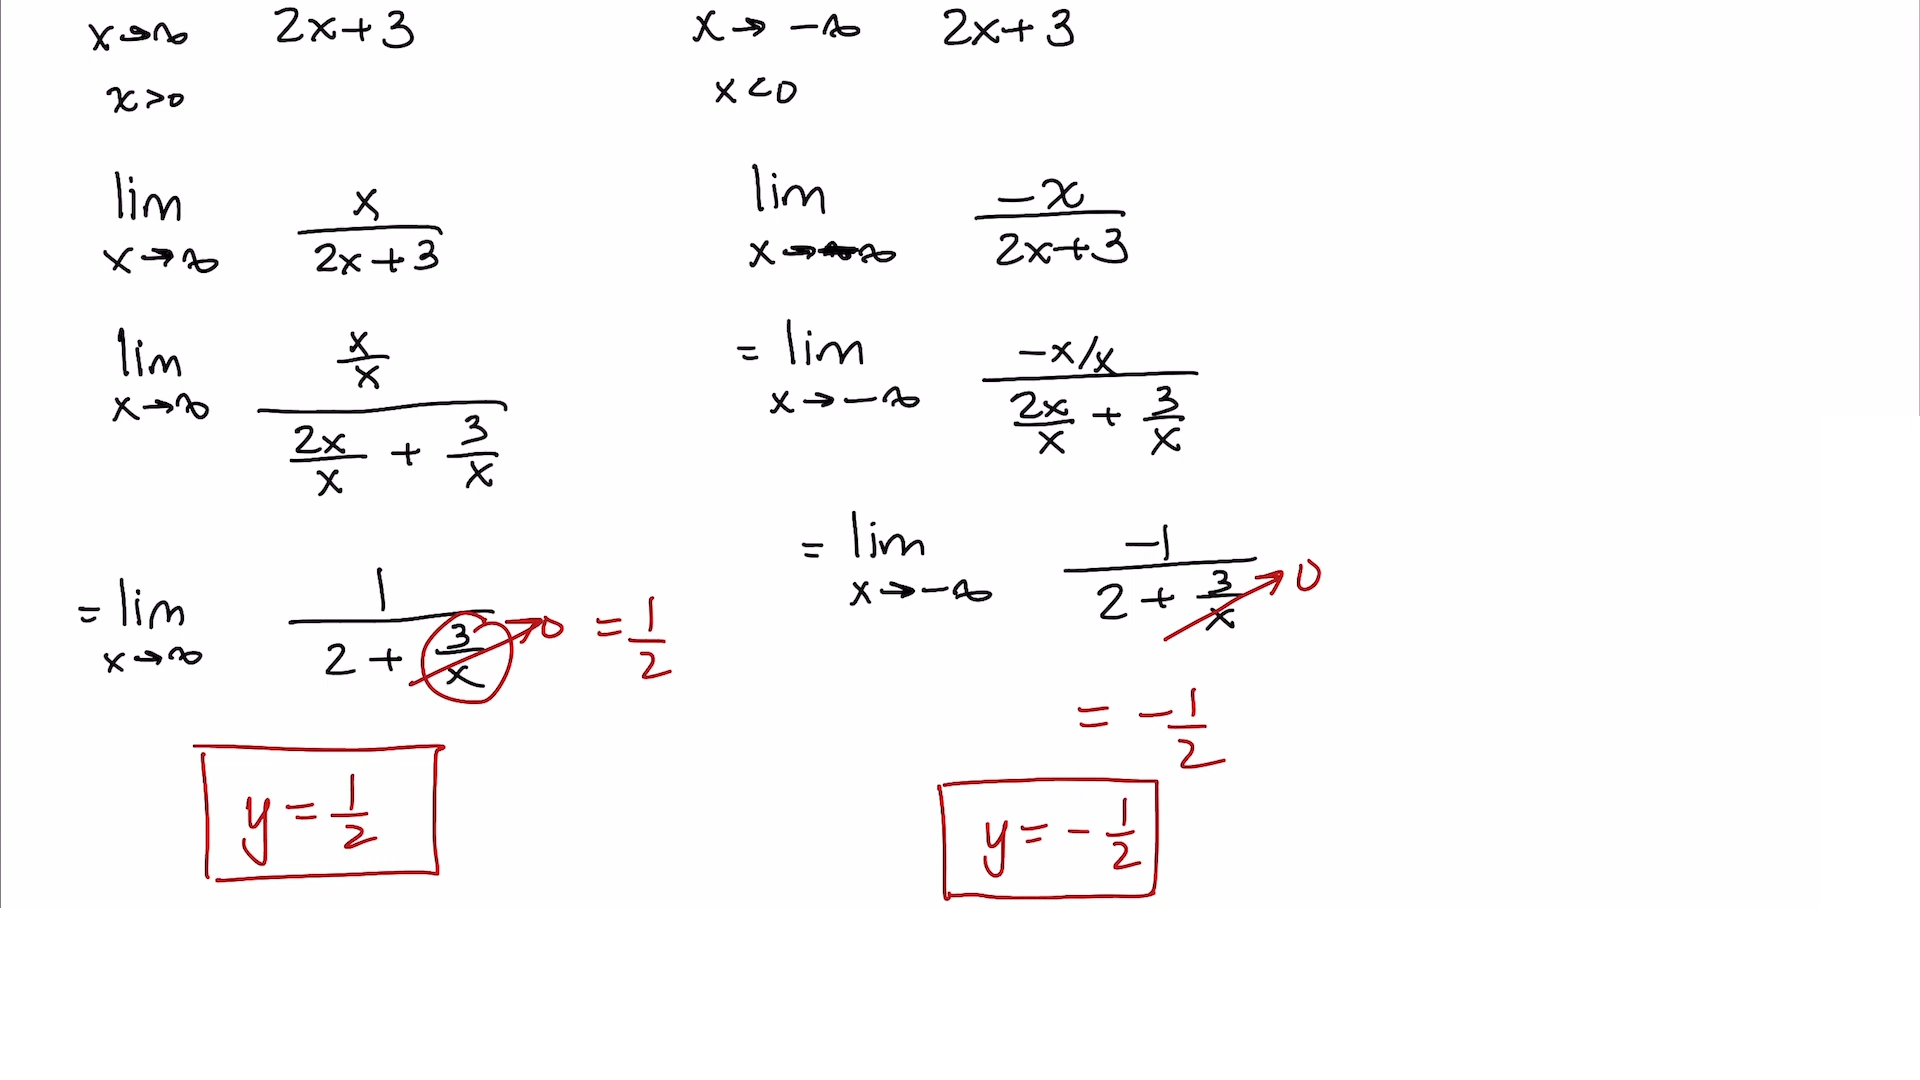 x→∞ 2x+3
x>0
lim x
x→∞ 2x+3
lim x/x
x→∞ 2x/x + 3/x
= lim 1
x→∞ 2 + 3/x → 0 = 1/2
y = 1/2
x→ -∞ 2x+3
x<0
lim -x
x→-∞ 2x+3
= lim -x/x
x→-∞ 2x/x + 3/x
= lim -1
x→-∞ 2 + 3/x → 0
= -1/2
y = -1/2